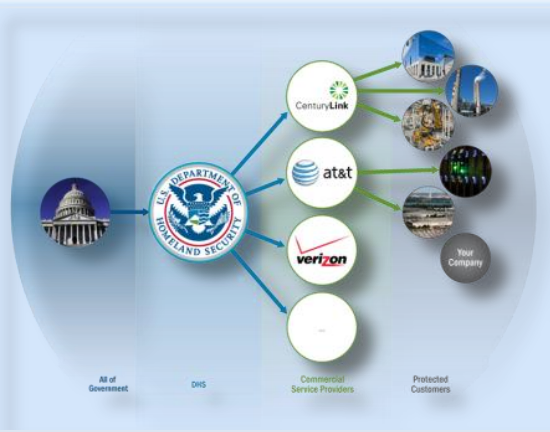 CenturyLink
U.S. DEPARTMENT OF
HOMELAND SECURITY
at&t
verizon
Your
Company
...
All of
Government
DHS
Commercial
Service Providers
Protected
Customers